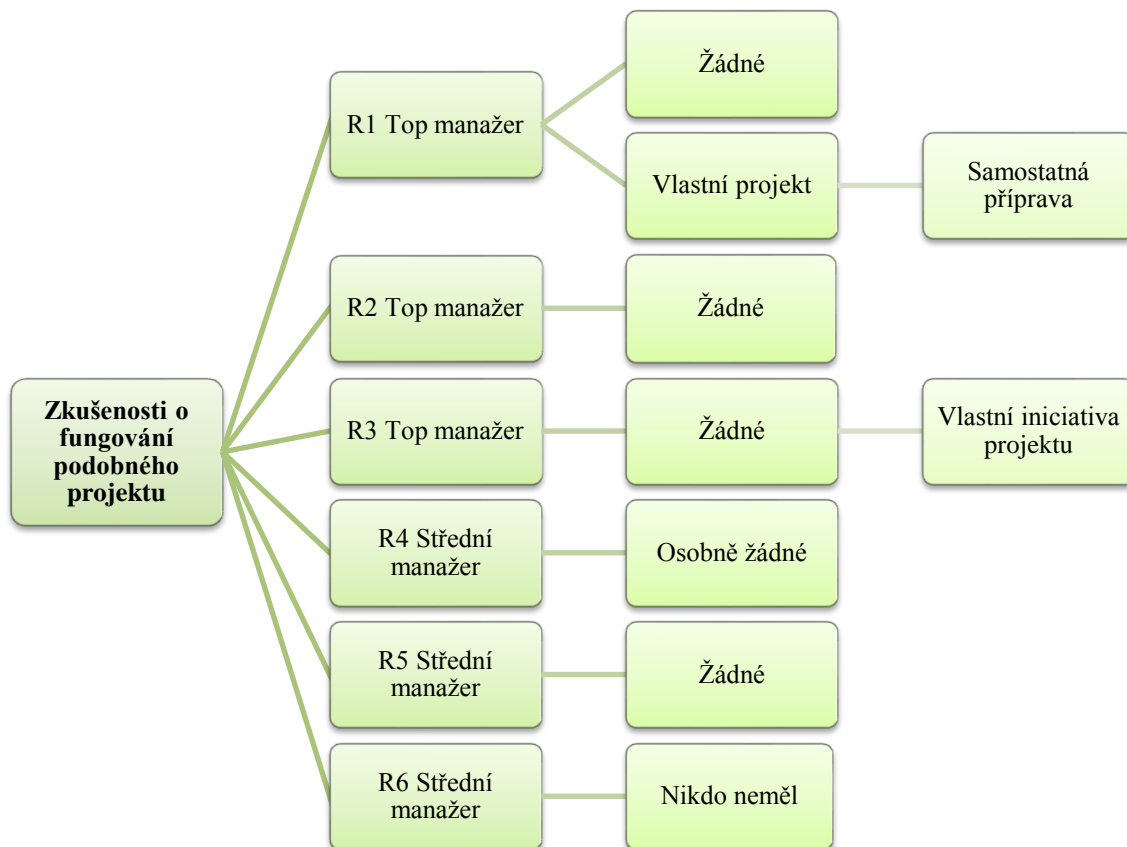 Zkušenosti o
fungování
podobného
projektu
R1 Top manažer
Žádné
Vlastní projekt
Samostatná
příprava
R2 Top manažer
Žádné
R3 Top manažer
Žádné
Vlastní iniciativa
projektu
R4 Střední
manažer
Osobně žádné
R5 Střední
manažer
Žádné
R6 Střední
manažer
Nikdo neměl